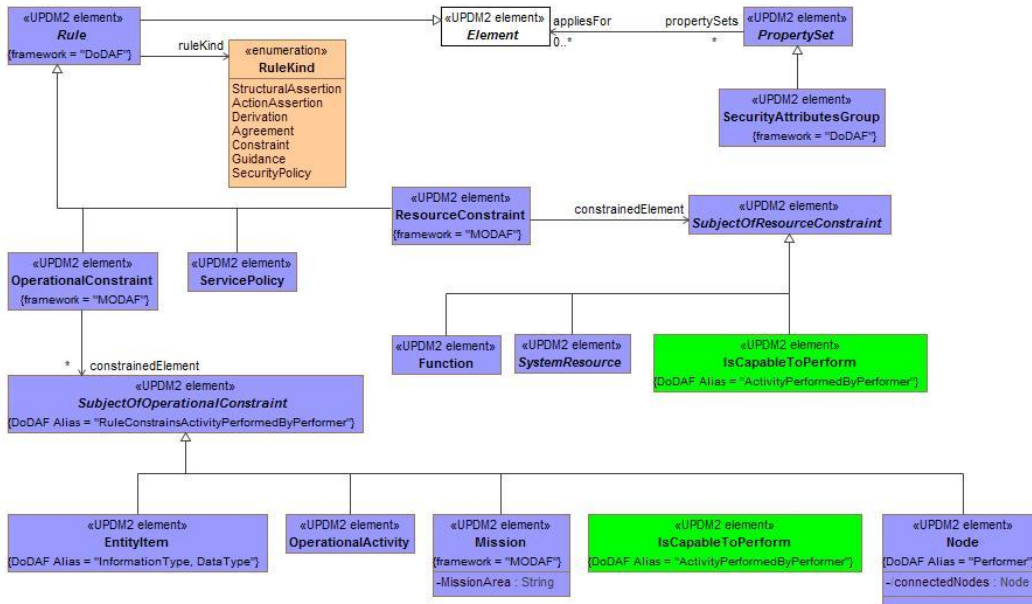 «UPDM2 element»
Rule
{framework = "DoDAF"}
ruleKind
«enumeration»
RuleKind
StructuralAssertion
ActionAssertion
Derivation
Agreement
Constraint
Guidance
SecurityPolicy
«UPDM2 element»
Element
appliesFor
0..*
propertySets
*
«UPDM2 element»
PropertySet
«UPDM2 element»
SecurityAttributesGroup
{framework = "DoDAF"}
«UPDM2 element»
ResourceConstraint
{framework = "MODAF"}
constrainedElement
«UPDM2 element»
SubjectOfResourceConstraint
«UPDM2 element»
OperationalConstraint
{framework = "MODAF"}
«UPDM2 element»
ServicePolicy
«UPDM2 element»
Function
«UPDM2 element»
SystemResource
«UPDM2 element»
IsCapableToPerform
{DoDAF Alias = "ActivityPerformedByPerformer"}
* constrainedElement
«UPDM2 element»
SubjectOfOperationalConstraint
{DoDAF Alias = "RuleConstrainsActivityPerformedByPerformer"}
«UPDM2 element»
EntityItem
{DoDAF Alias = "InformationType, DataType"}
«UPDM2 element»
OperationalActivity
«UPDM2 element»
Mission
{framework = "MODAF"}
-MissionArea : String
«UPDM2 element»
IsCapableToPerform
{DoDAF Alias = "ActivityPerformedByPerformer"}
«UPDM2 element»
Node
{DoDAF Alias = "Performer"}
-/connectedNodes : Node